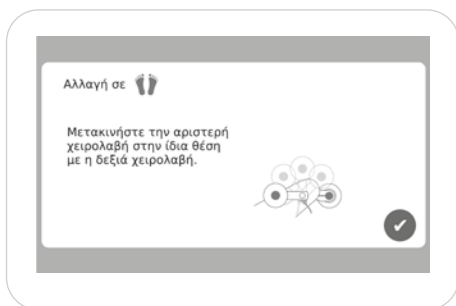 Αλλαγή σε
Μετακινήστε την αριστερή
χειρολαβή στην ίδια θέση
με η δεξιά χειρολαβή.